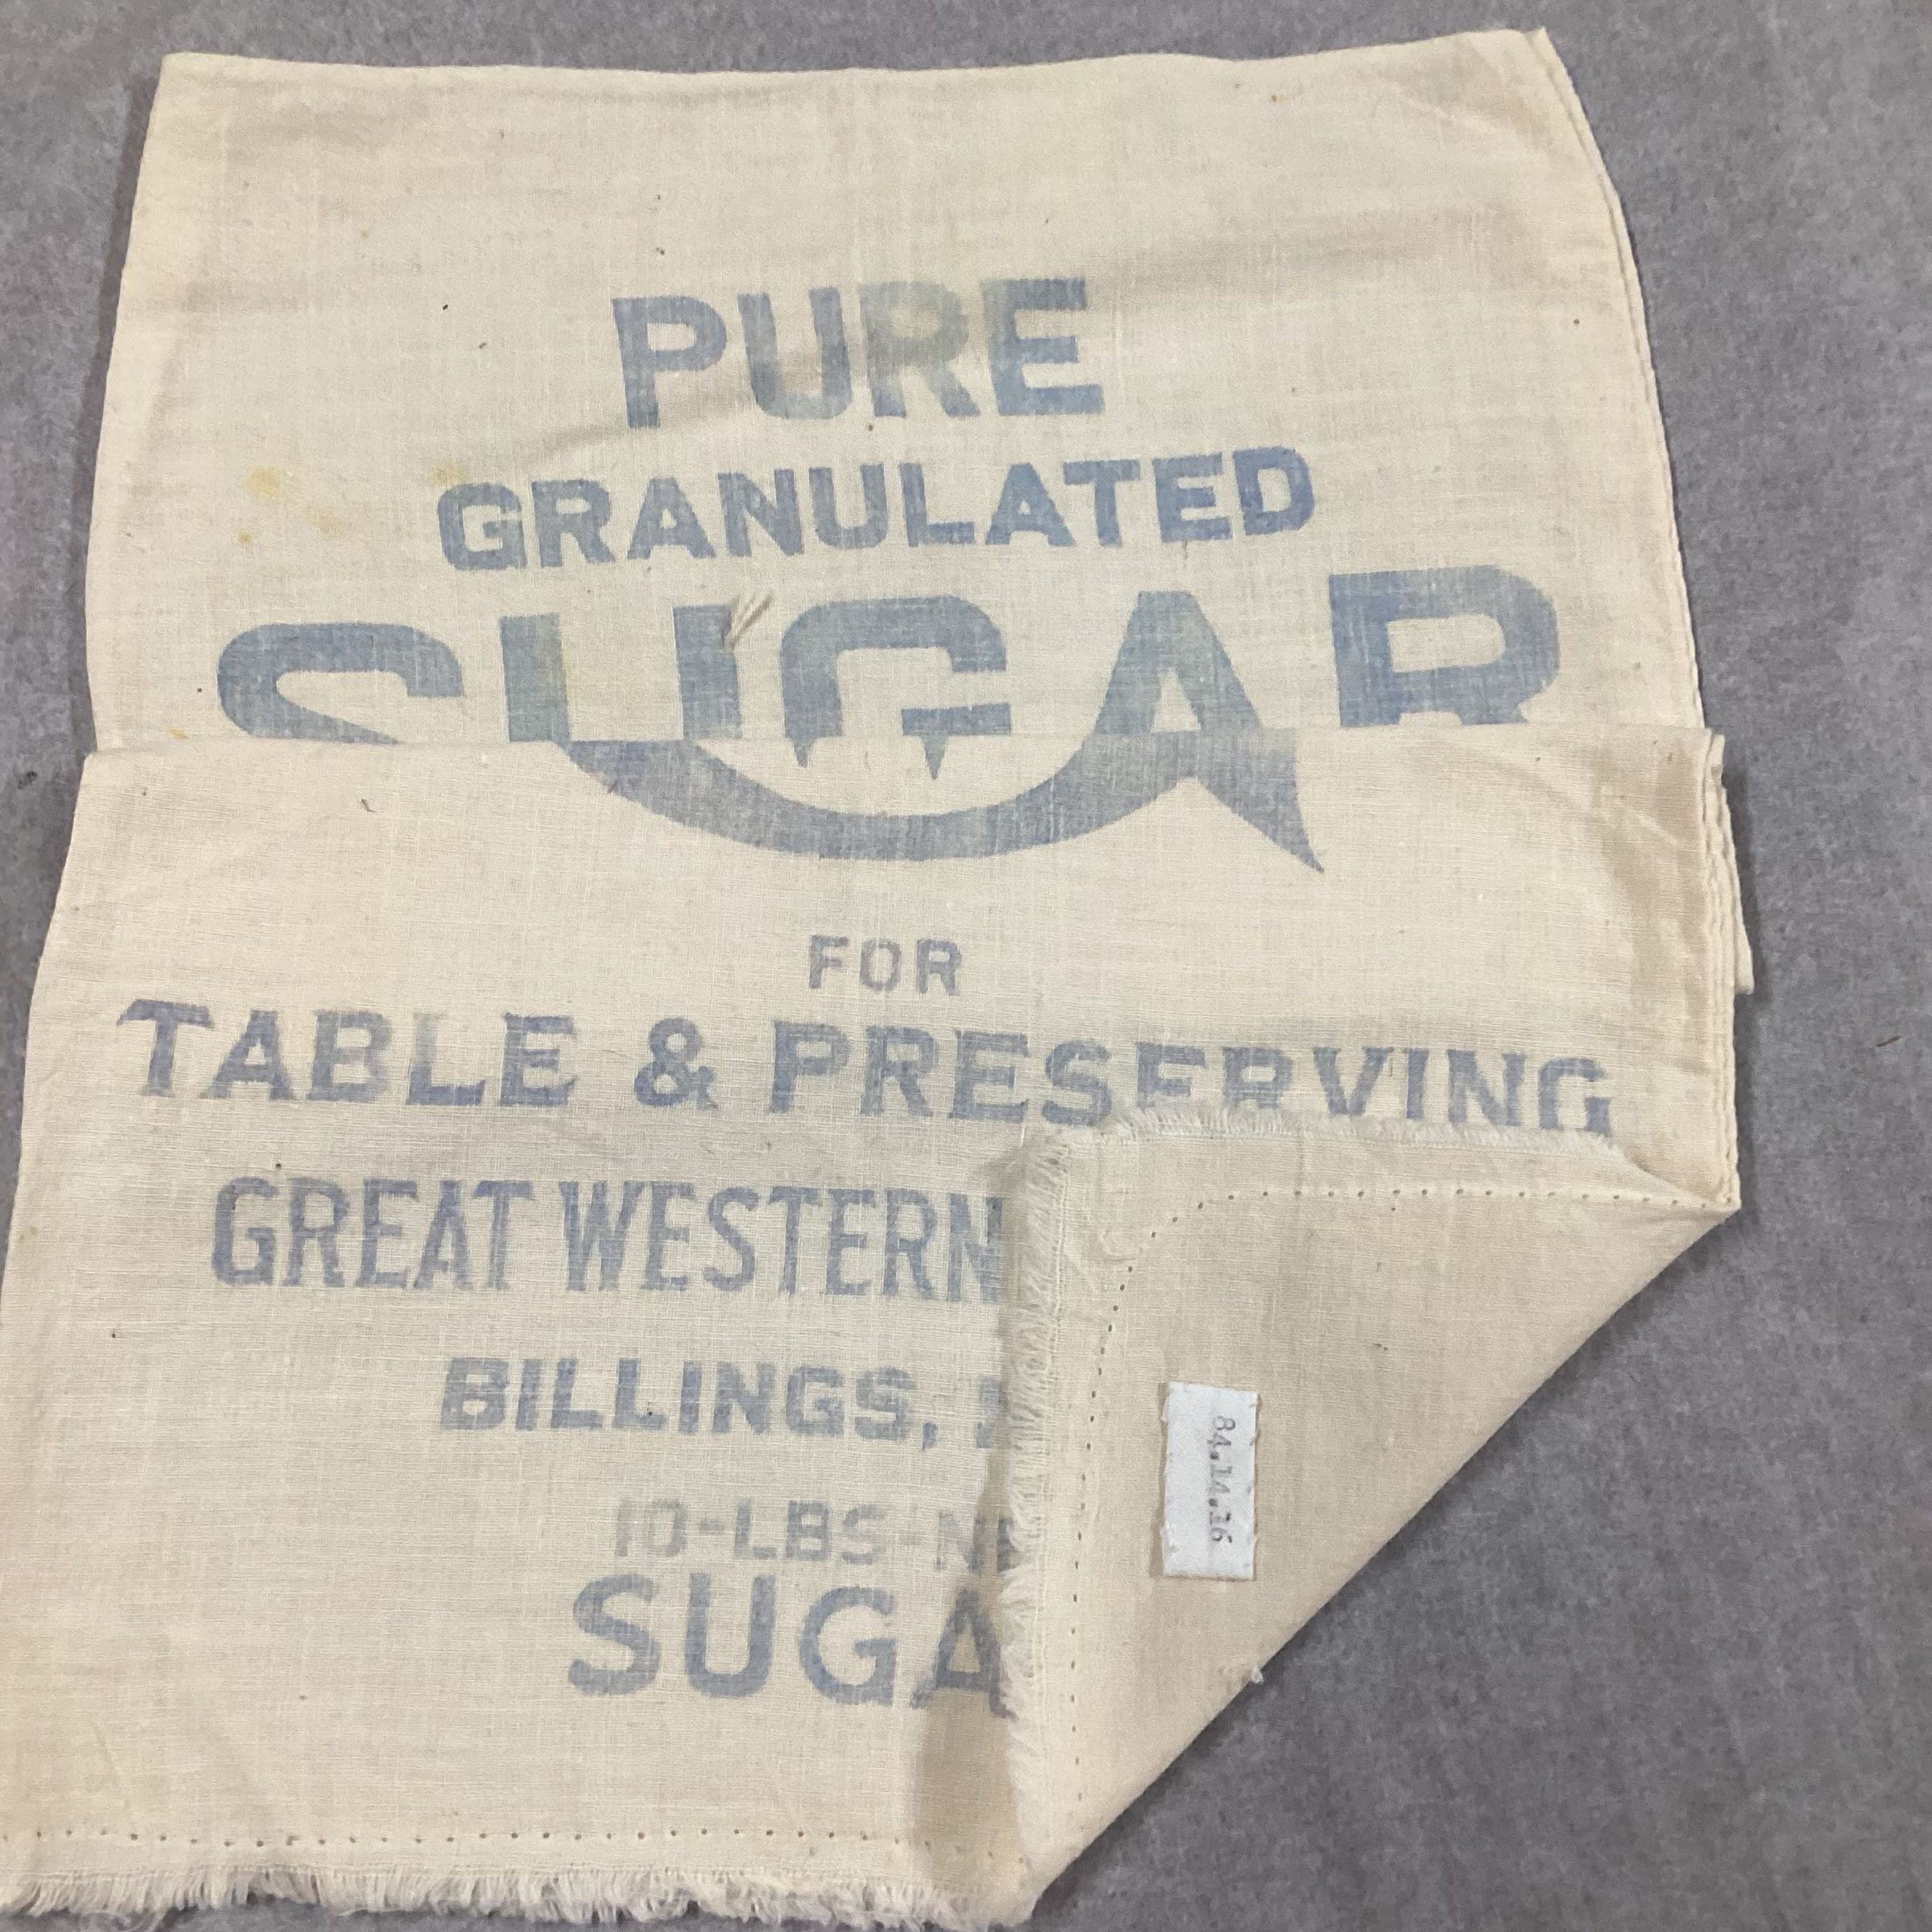 PURE
GRANULATED
SUGAR
FOR
TABLE & PRESERVING
GREAT WESTERN
BILLINGS,
10-LBS-
SUGA
84.14.16